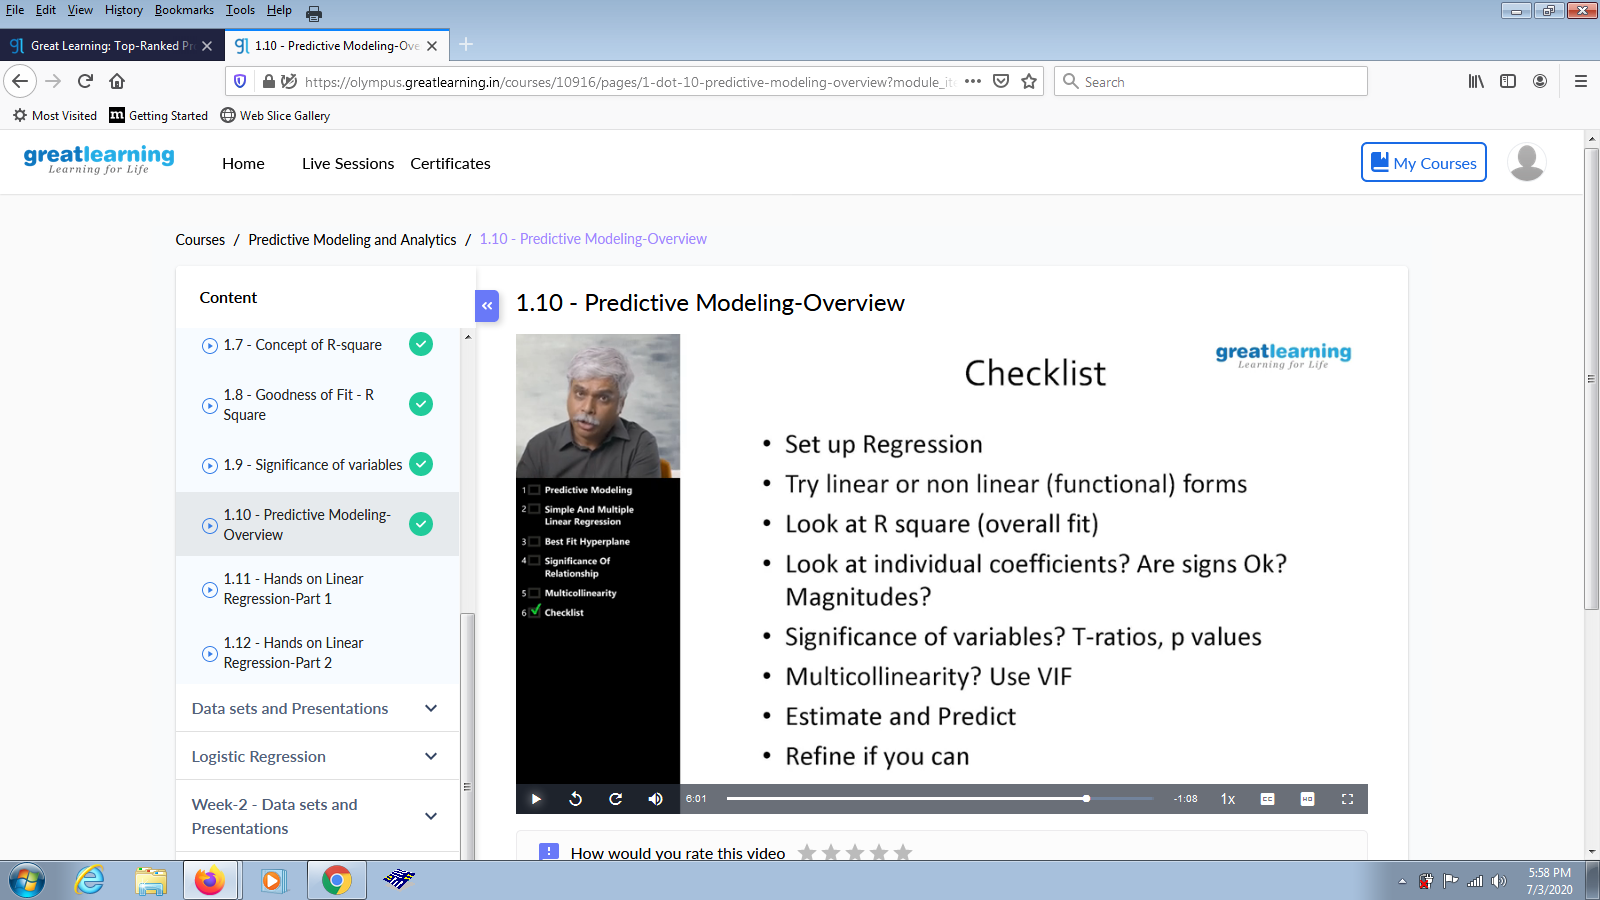 File Edit View History Bookmarks Tools Help
Great Learning: Top-Ranked Pr
1.10 - Predictive Modeling-Ove
https://olympus.greatlearning.in/courses/10916/pages/1-dot-10-predictive-modeling-overview?module_ite
Search
Most Visited Getting Started Web Slice Gallery
greatlearning
Learning for Life
Home Live Sessions Certificates
My Courses
Courses / Predictive Modeling and Analytics / 1.10 - Predictive Modeling-Overview
Content
1.7 - Concept of R-square
1.8 - Goodness of Fit - R
Square
1.9 - Significance of variables
1.10 - Predictive Modeling-
Overview
1.11 - Hands on Linear
Regression-Part 1
1.12 - Hands on Linear
Regression-Part 2
Data sets and Presentations
Logistic Regression
Week-2 - Data sets and
Presentations
1.10 - Predictive Modeling-Overview
1 Predictive Modeling
2 Simple And Multiple
Linear Regression
3 Best Fit Hyperplane
4 Significance Of
Relationship
5 Multicollinearity
6 Checklist
greatlearning
Learning for Life
Checklist
• Set up Regression
• Try linear or non linear (functional) forms
• Look at R square (overall fit)
• Look at individual coefficients? Are signs Ok?
Magnitudes?
• Significance of variables? T-ratios, p values
• Multicollinearity? Use VIF
• Estimate and Predict
• Refine if you can
6:01 -1:08 1x CC HD
How would you rate this video
5:58 PM
7/3/2020